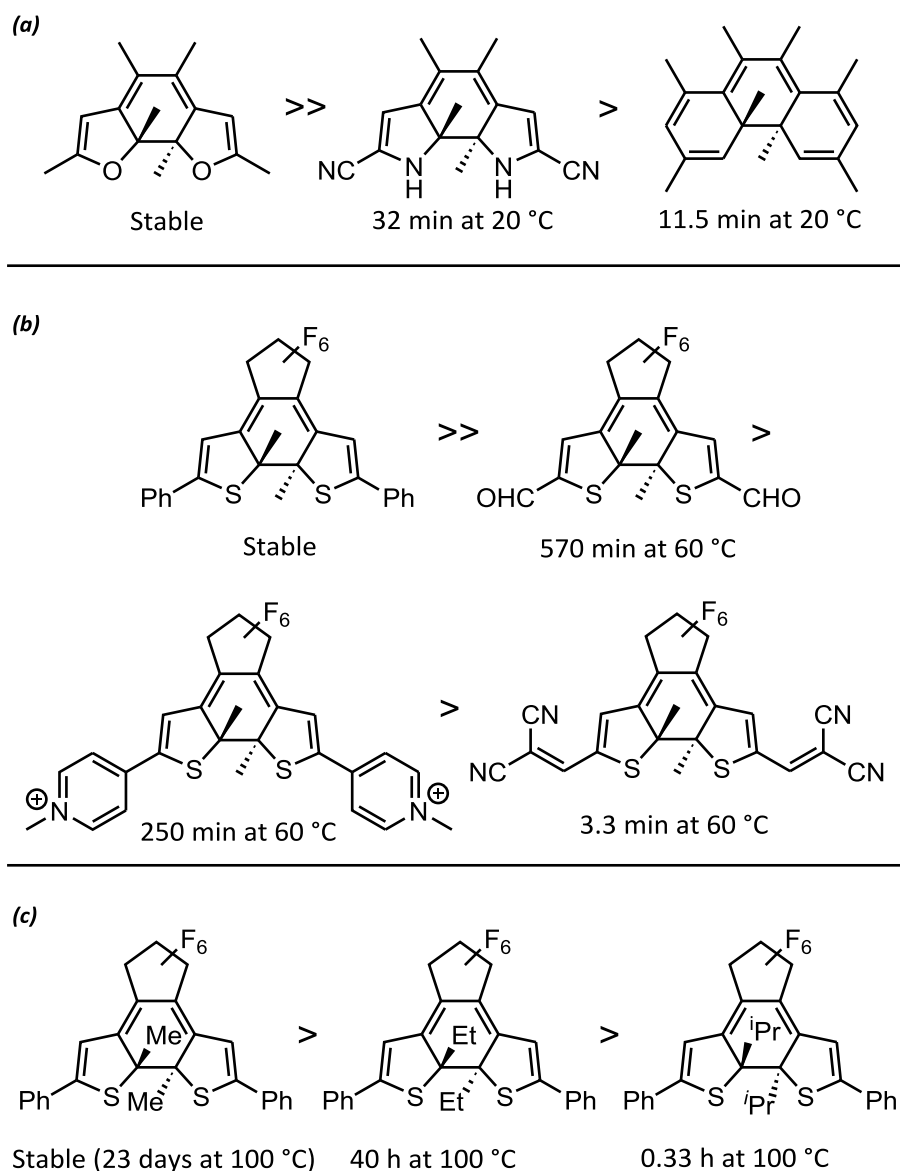 (a)
>> >
O O
CN N H N H CN
Stable 32 min at 20 °C 11.5 min at 20 °C
(b)
F6 F6
>> >
Ph S S Ph OHC S S CHO
Stable 570 min at 60 °C
F6 F6
> CN CN
S S NC S S CN
+ N N +
250 min at 60 °C 3.3 min at 60 °C
(c)
F6 F6 F6
Me > Et > iPr
Ph S Me S Ph Ph S Et S Ph Ph S iPr S Ph
Stable (23 days at 100 °C) 40 h at 100 °C 0.33 h at 100 °C